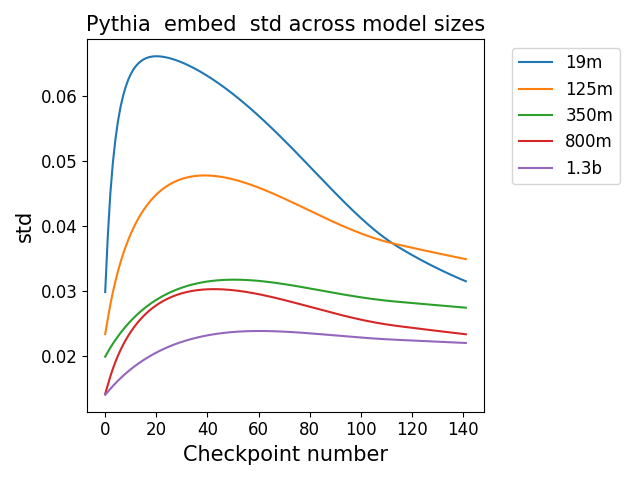 Pythia  embed  std across model sizes
19m
125m
350m
800m
1.3b
0.06
0.05
0.04
0.03
0.02
std
0 20 40 60 80 100 120 140
Checkpoint number